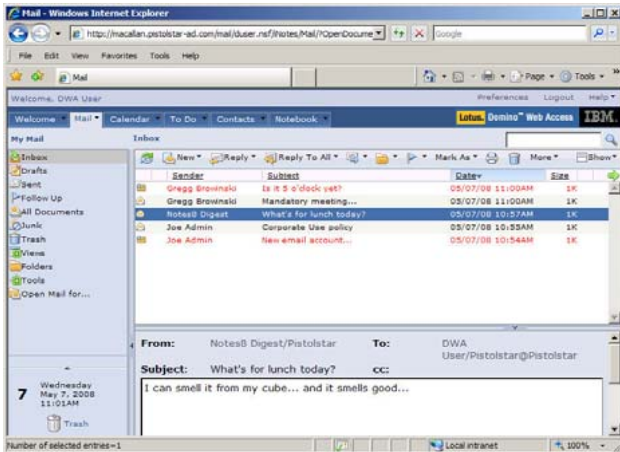 Mail - Windows Internet Explorer
http://macallan.pistolstar-ad.com/mail/duser.nsf/iNotes/Mail/?OpenDocume
Google
File Edit View Favorites Tools Help
Mail
Page Tools
Welcome, DWA User
Preferences Logout Help
Welcome Mail Calendar To Do Contacts Notebook
Lotus. Domino™ Web Access IBM.
My Mail
Inbox
Inbox
Drafts
Sent
Follow Up
All Documents
Junk
Trash
Views
Folders
Tools
Open Mail for...
New Reply Reply To All Mark As More Show
Sender Subject Date Size
Gregg Browinski Is it 5 o'clock yet? 05/07/08 11:00AM 1K
Gregg Browinski Mandatory meeting... 05/07/08 11:00AM 1K
Notes8 Digest What's for lunch today? 05/07/08 10:57AM 1K
Joe Admin Corporate Use policy 05/07/08 10:55AM 1K
Joe Admin New email account... 05/07/08 10:54AM 1K
From: Notes8 Digest/Pistolstar To: DWA
User/Pistolstar@Pistolstar
Subject: What's for lunch today? cc:
I can smell it from my cube... and it smells good...
7
Wednesday
May 7, 2008
11:01AM
Trash
Number of selected entries=1
Local intranet
100%